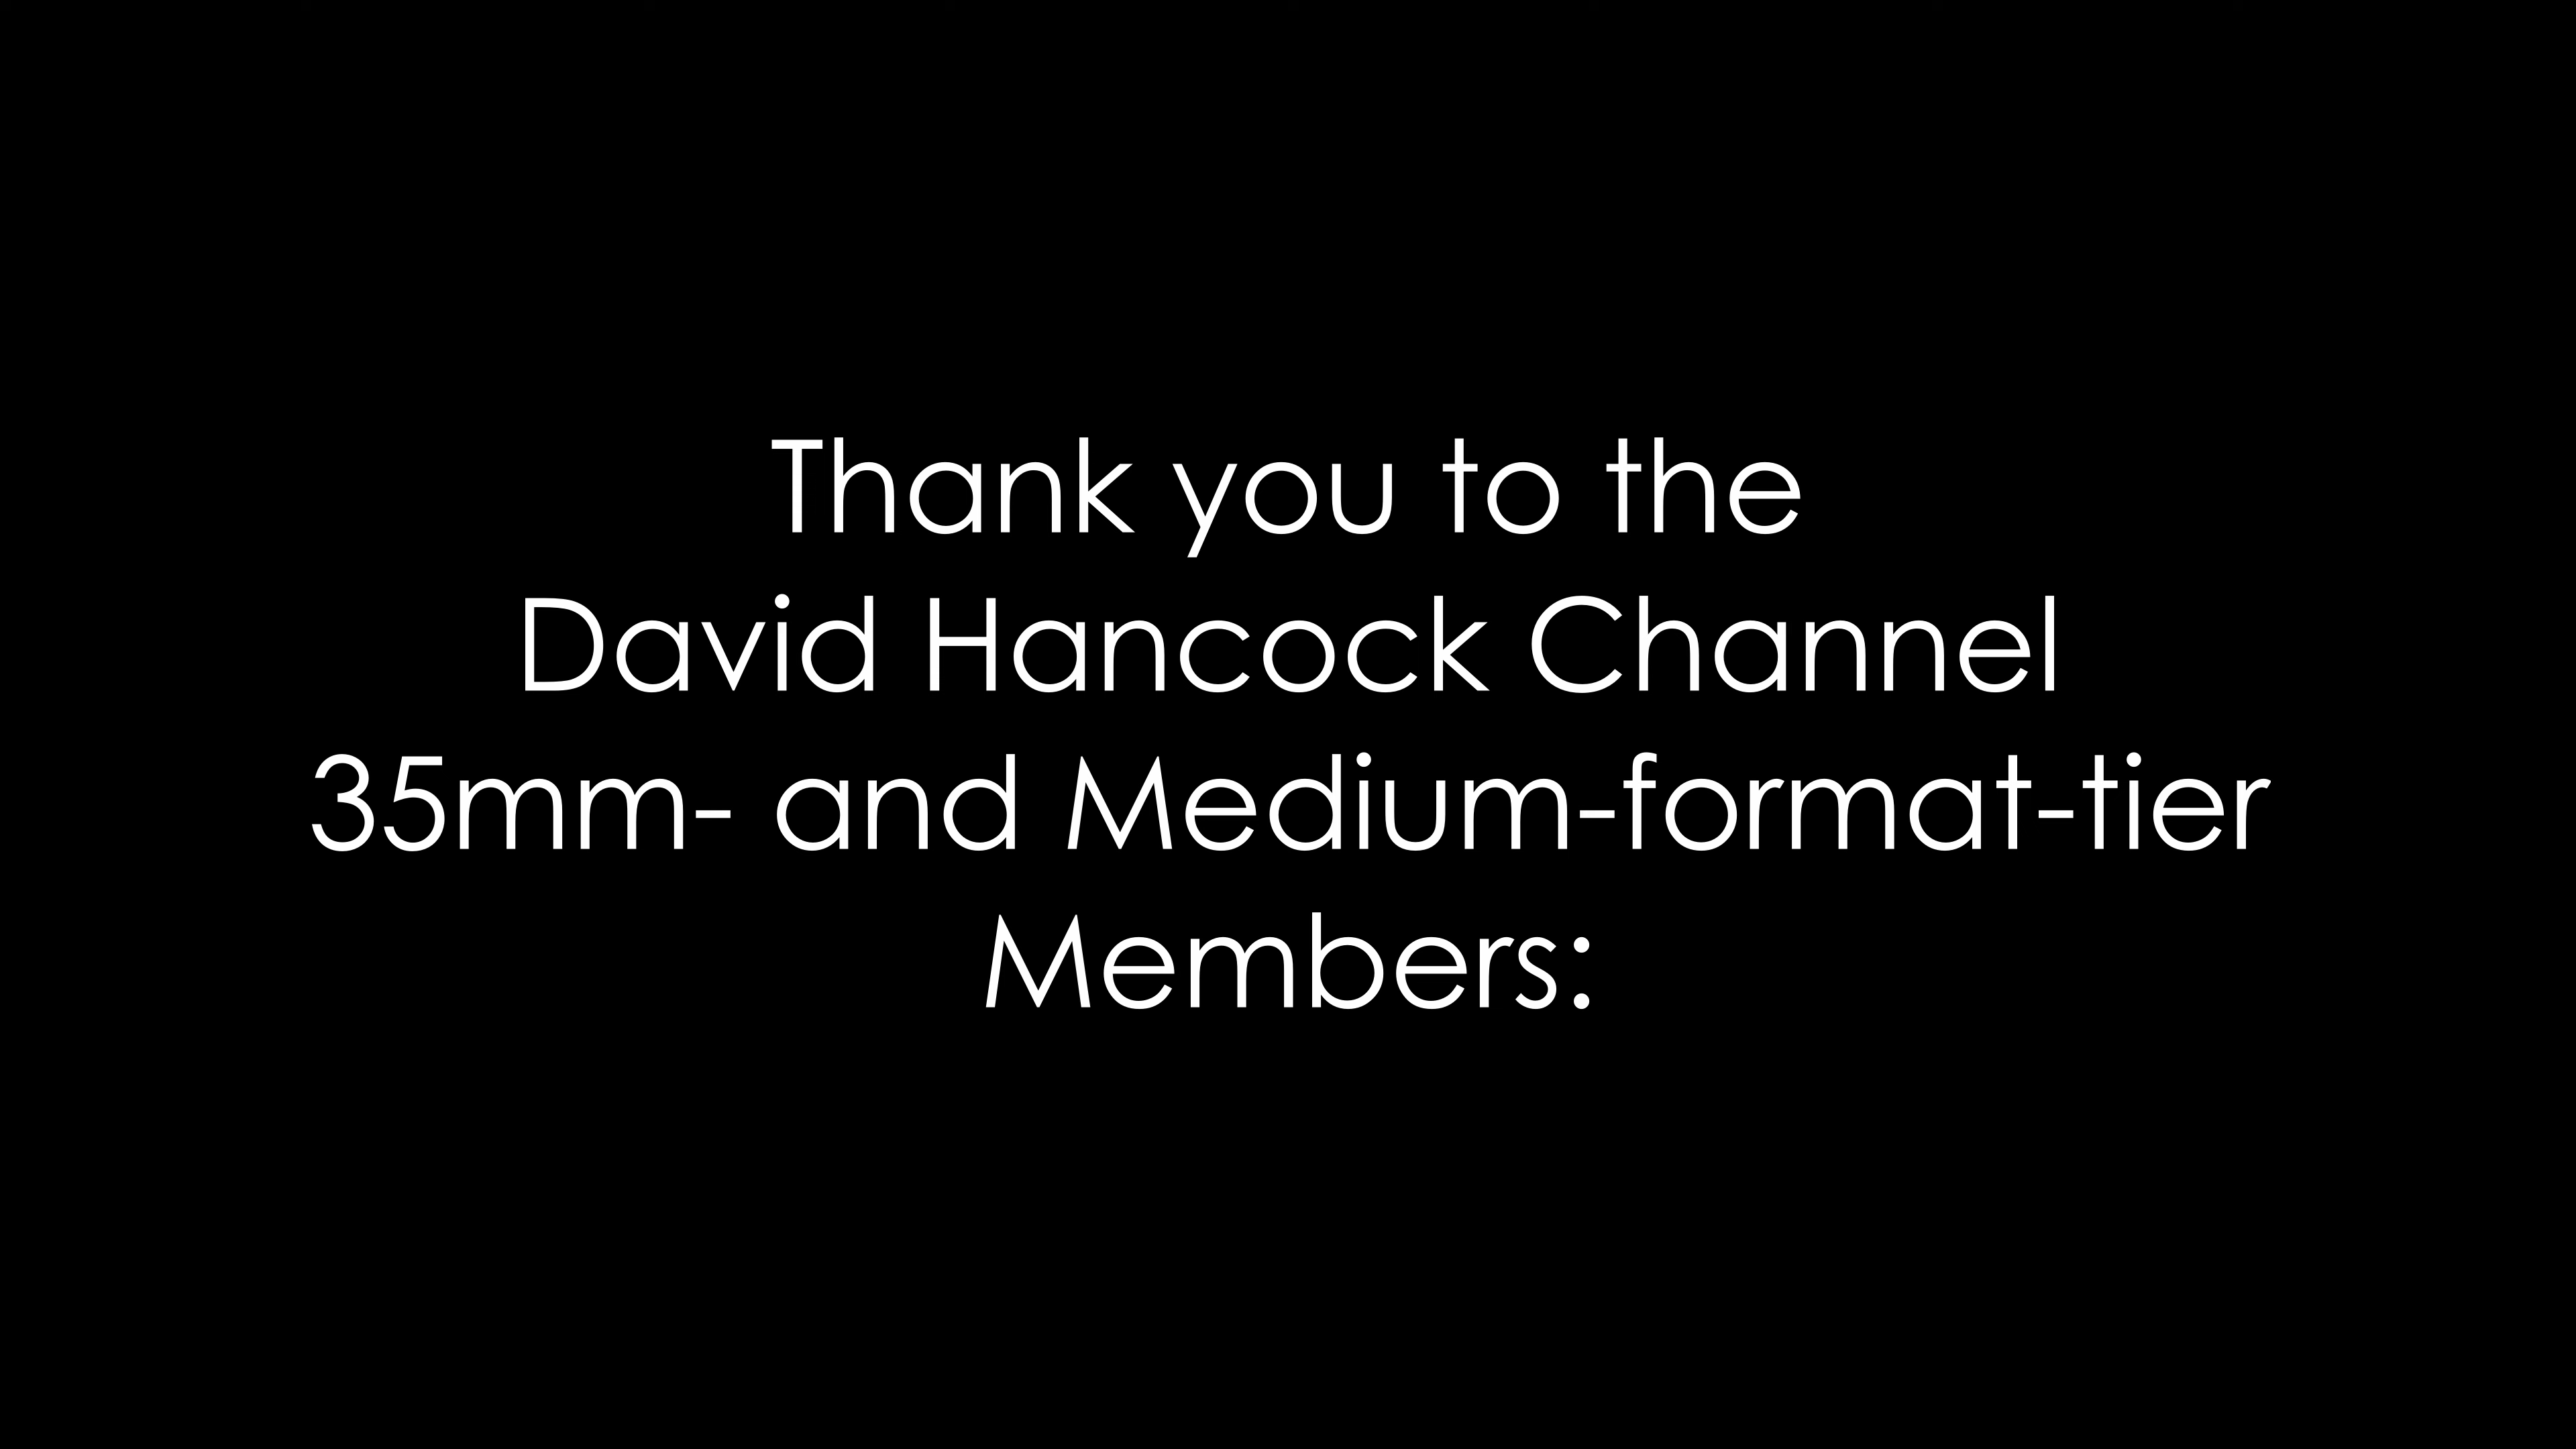 Thank you to the
David Hancock Channel
35mm- and Medium-format-tier
Members: